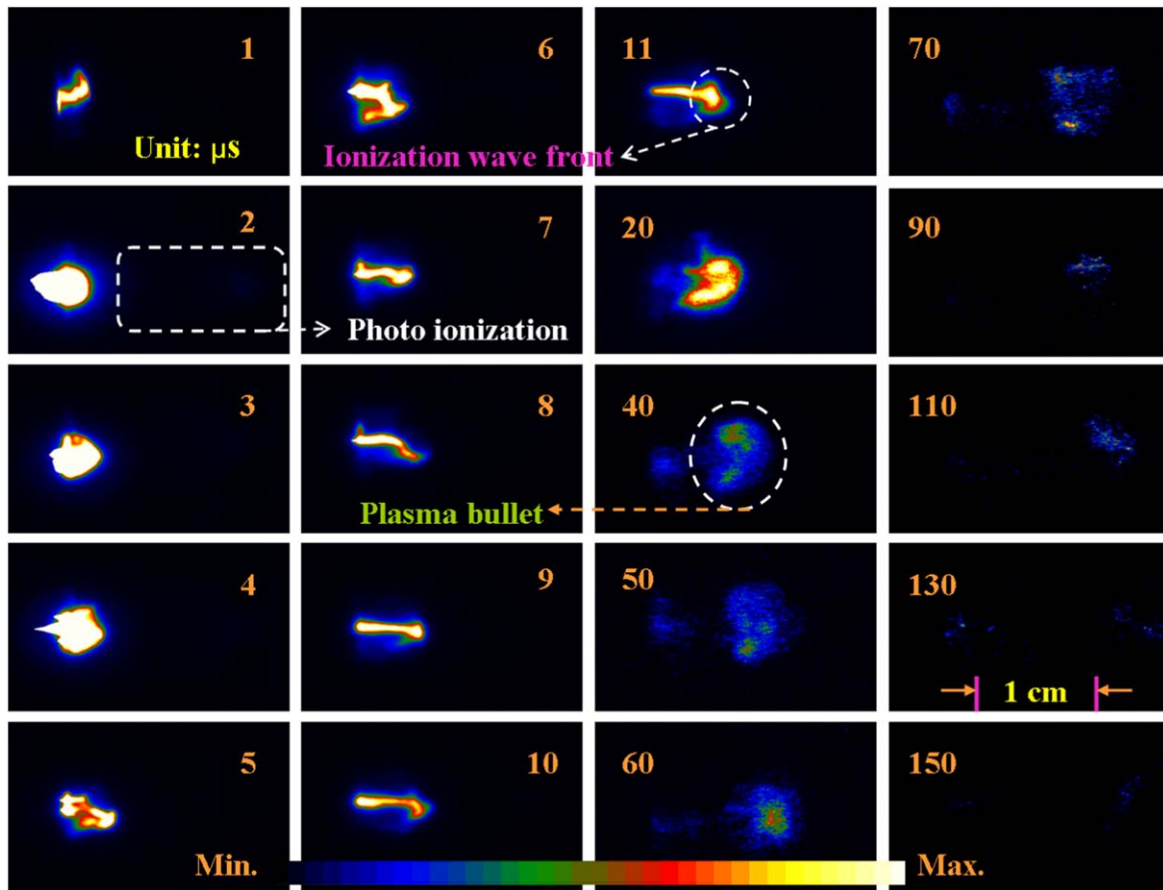 1
6
11
70
Unit: μs
Ionization wave front
2
7
20
90
Photo ionization
3
8
40
110
Plasma bullet
4
9
50
130
1 cm
5
10
60
150
Min.
Max.